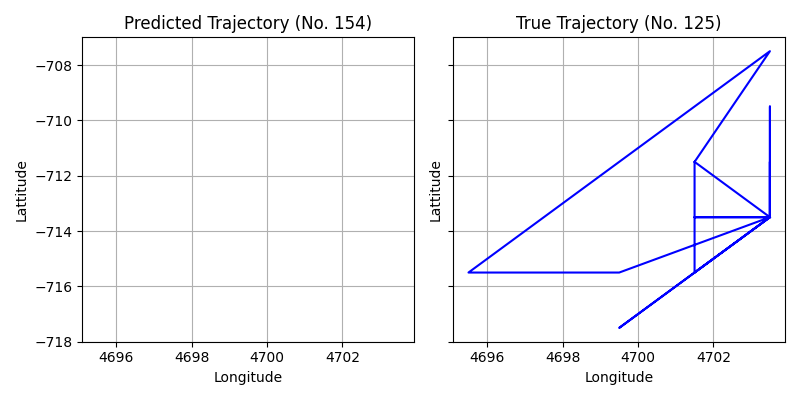 Predicted Trajectory (No. 154)
True Trajectory (No. 125)
−708
−710
−712
−714
−716
−718
Lattitude
Lattitude
4696 4698 4700 4702
4696 4698 4700 4702
Longitude
Longitude